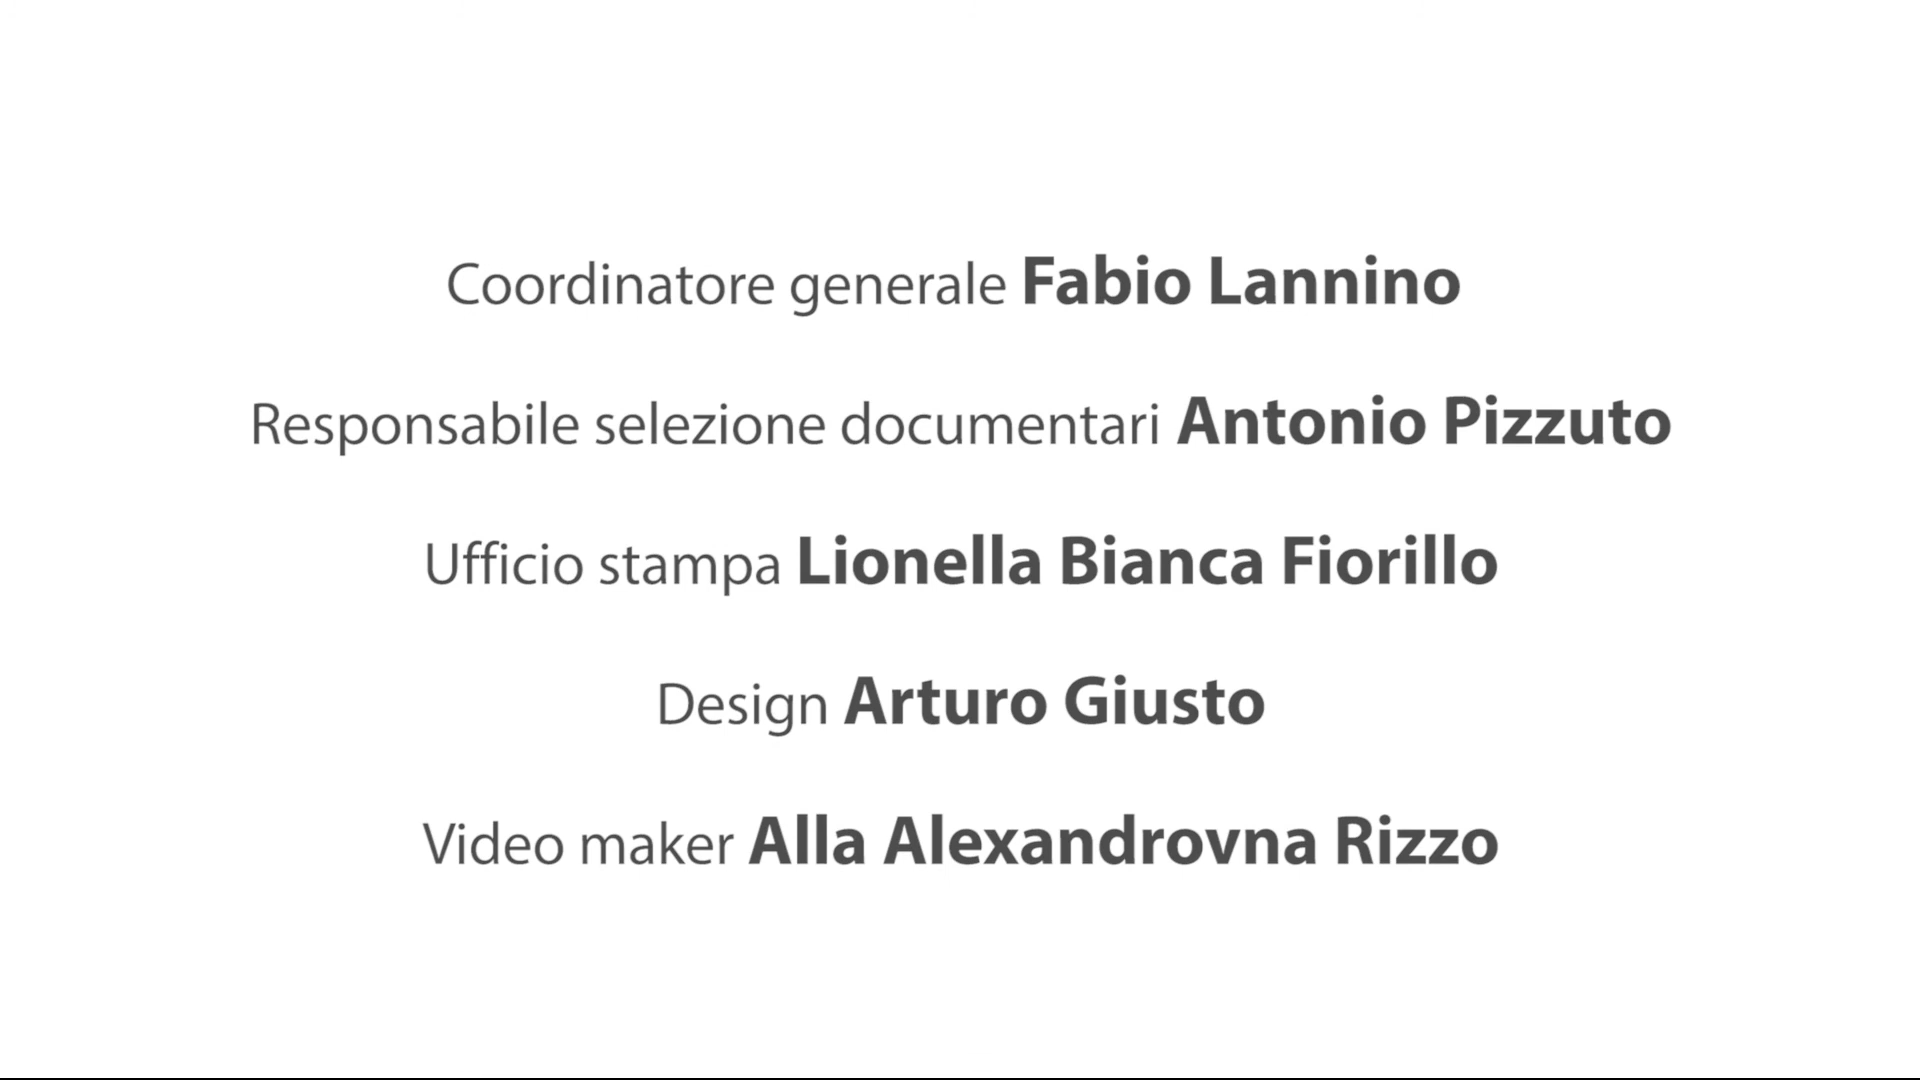 Coordinatore generale Fabio Lannino
Responsabile selezione documentari Antonio Pizzuto
Ufficio stampa Lionella Bianca Fiorillo
Design Arturo Giusto
Video maker Alla Alexandrovna Rizzo